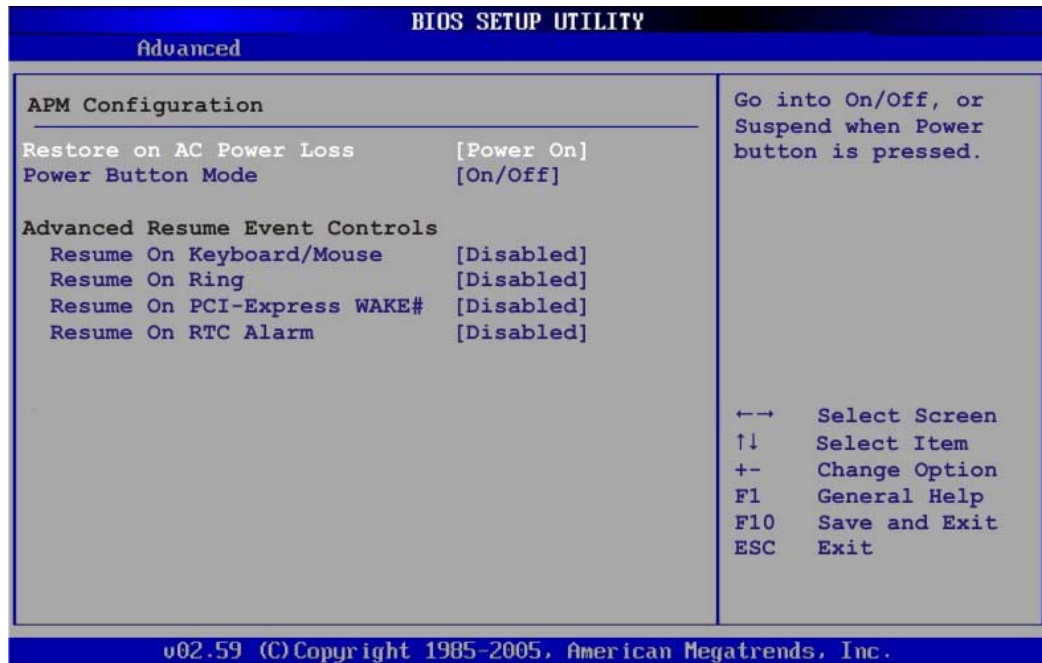 BIOS SETUP UTILITY
Advanced
APM Configuration
Restore on AC Power Loss [Power On]
Power Button Mode [On/Off]
Advanced Resume Event Controls
Resume On Keyboard/Mouse [Disabled]
Resume On Ring [Disabled]
Resume On PCI-Express WAKE# [Disabled]
Resume On RTC Alarm [Disabled]
Go into On/Off, or
Suspend when Power
button is pressed.
←→ Select Screen
↑↓ Select Item
+- Change Option
F1 General Help
F10 Save and Exit
ESC Exit
v02.59 (C)Copyright 1985-2005, American Megatrends, Inc.